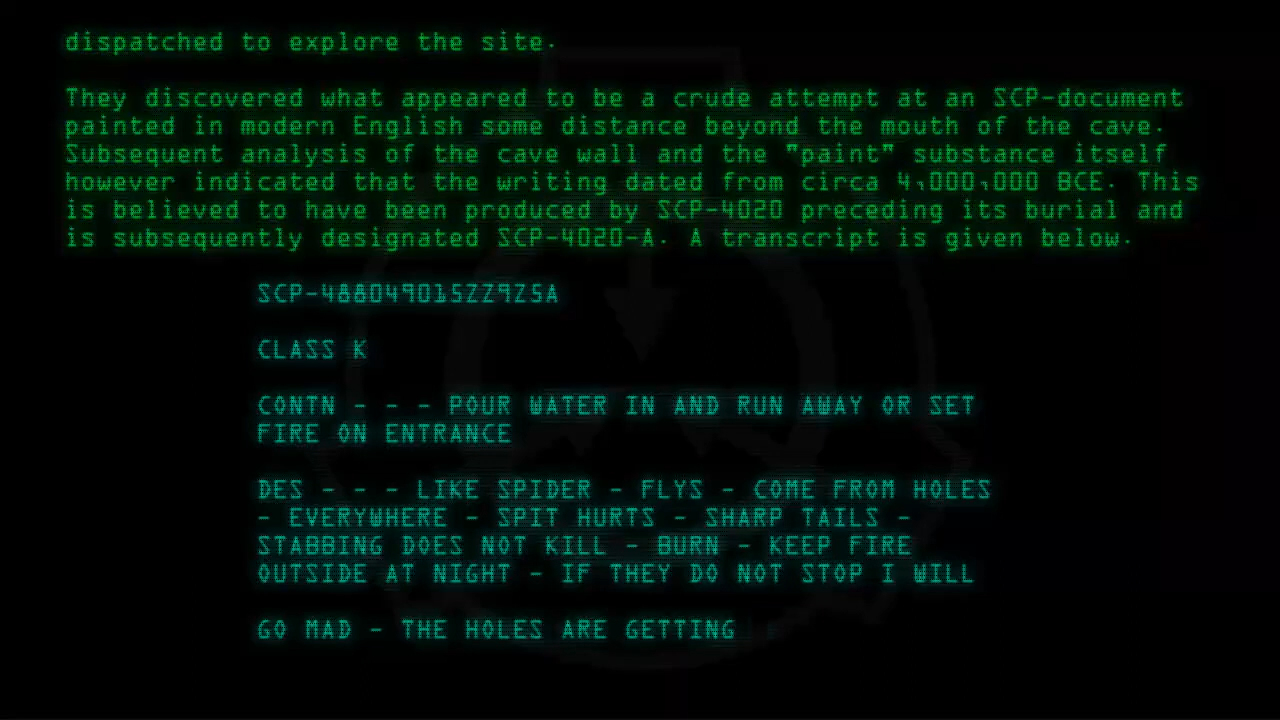 dispatched to explore the site.
They discovered what appeared to be a crude attempt at an SCP-document
painted in modern English some distance beyond the mouth of the cave.
Subsequent analysis of the cave wall and the "paint" substance itself
however indicated that the writing dated from circa 4,000,000 BCE. This
is believed to have been produced by SCP-4020 preceding its burial and
is subsequently designated SCP-4020-A. A transcript is given below.
SCP-488049015ZZ9Z5A
CLASS K
CONTN - - - POUR WATER IN AND RUN AWAY OR SET
FIRE ON ENTRANCE
DES - - - LIKE SPIDER - FLYS - COME FROM HOLES
- EVERYWHERE - SPIT HURTS - SHARP TAILS -
STABBING DOES NOT KILL - BURN - KEEP FIRE
OUTSIDE AT NIGHT - IF THEY DO NOT STOP I WILL
GO MAD - THE HOLES ARE GETTING